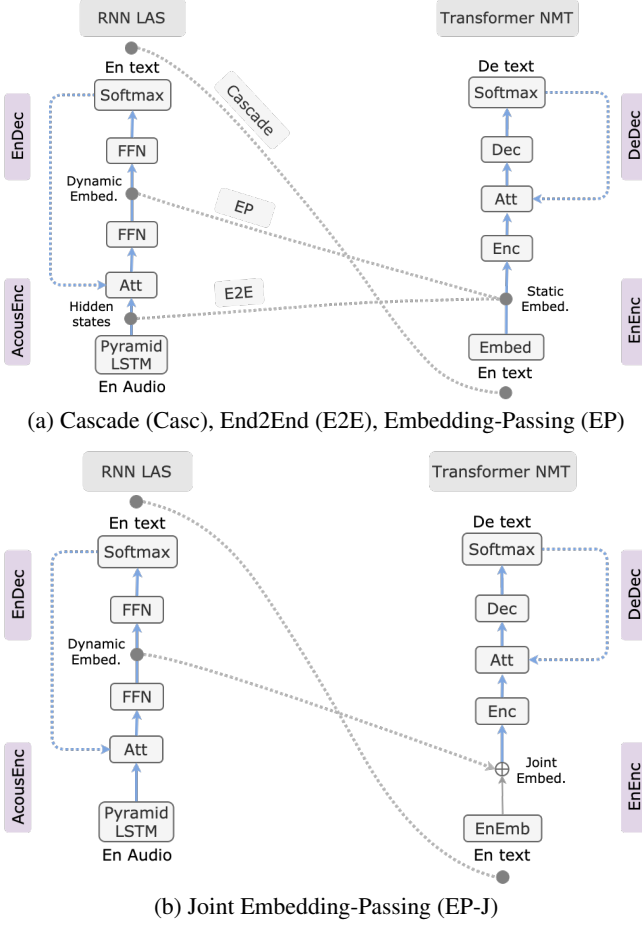 RNN LAS
Transformer NMT
En text
De text
Softmax
Softmax
Cascade
EnDec
DeDec
FFN
Dec
Dynamic
Embed.
EP
Att
FFN
Enc
Att
E2E
Hidden
states
Static
Embed.
AcousEnc
EnEnc
Pyramid
LSTM
Embed
En Audio
En text
(a) Cascade (Casc), End2End (E2E), Embedding-Passing (EP)
RNN LAS
Transformer NMT
En text
De text
Softmax
Softmax
EnDec
DeDec
FFN
Dec
Dynamic
Embed.
Att
FFN
Enc
Att
Joint
Embed.
AcousEnc
EnEnc
Pyramid
LSTM
EnEmb
En Audio
En text
(b) Joint Embedding-Passing (EP-J)